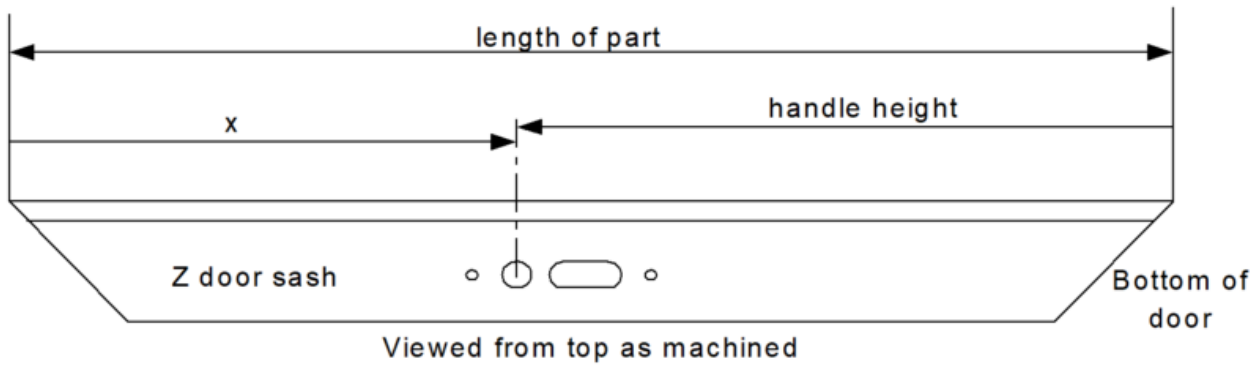 length of part
handle height
x
Z door sash
Bottom of
door
Viewed from top as machined